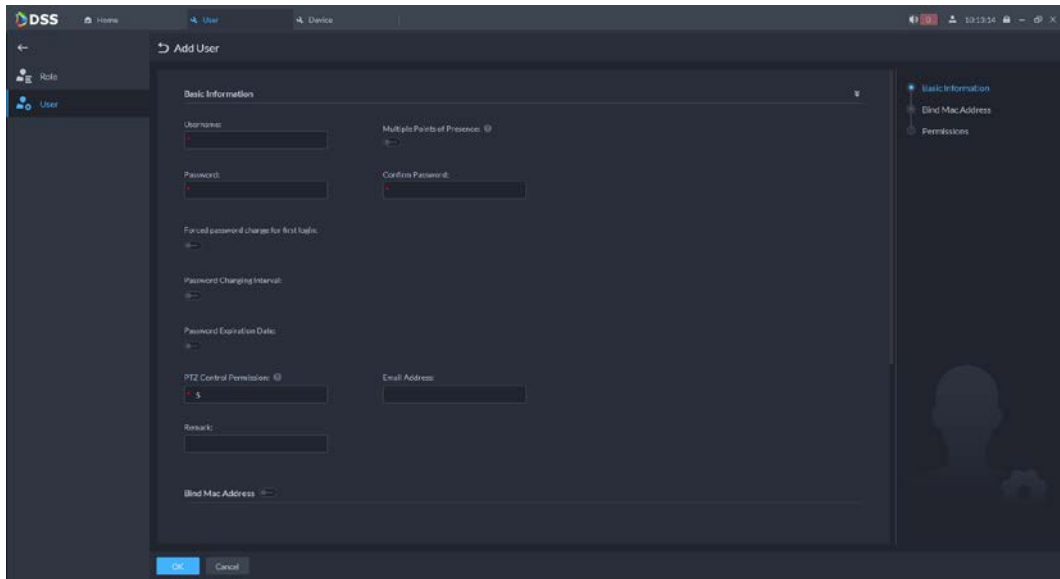 DSS Home User Device 0 10:13:14
Add User
Role
User
Basic Information
Username: Multiple Points of Presence:
*
Password: Confirm Password:
* *
Forced password change for first login:
Password Changing Interval:
Password Expiration Date:
PTZ Control Permission: Email Address:
* 5
Remark:
Bind Mac Address
OK Cancel
Basic Information
Bind Mac Address
Permissions